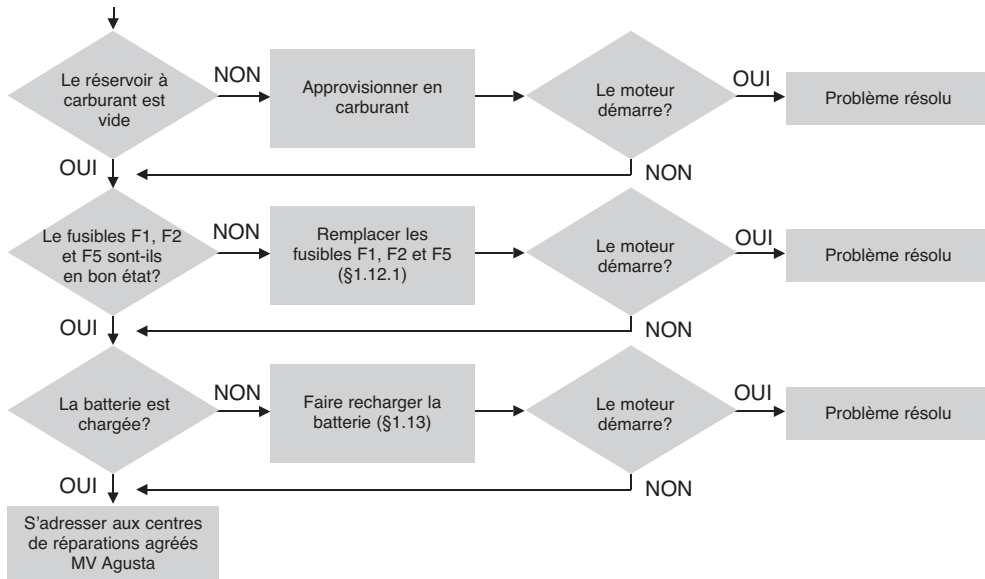 Le réservoir à
carburant est
vide
NON
Approvisionner en
carburant
Le moteur
démarre?
OUI
Problème résolu
OUI
NON
Le fusibles F1, F2
et F5 sont-ils
en bon état?
NON
Remplacer les
fusibles F1, F2 et F5
(§1.12.1)
Le moteur
démarre?
OUI
Problème résolu
OUI
NON
La batterie est
chargée?
NON
Faire recharger la
batterie (§1.13)
Le moteur
démarre?
OUI
Problème résolu
OUI
NON
S'adresser aux centres
de réparations agréés
MV Agusta